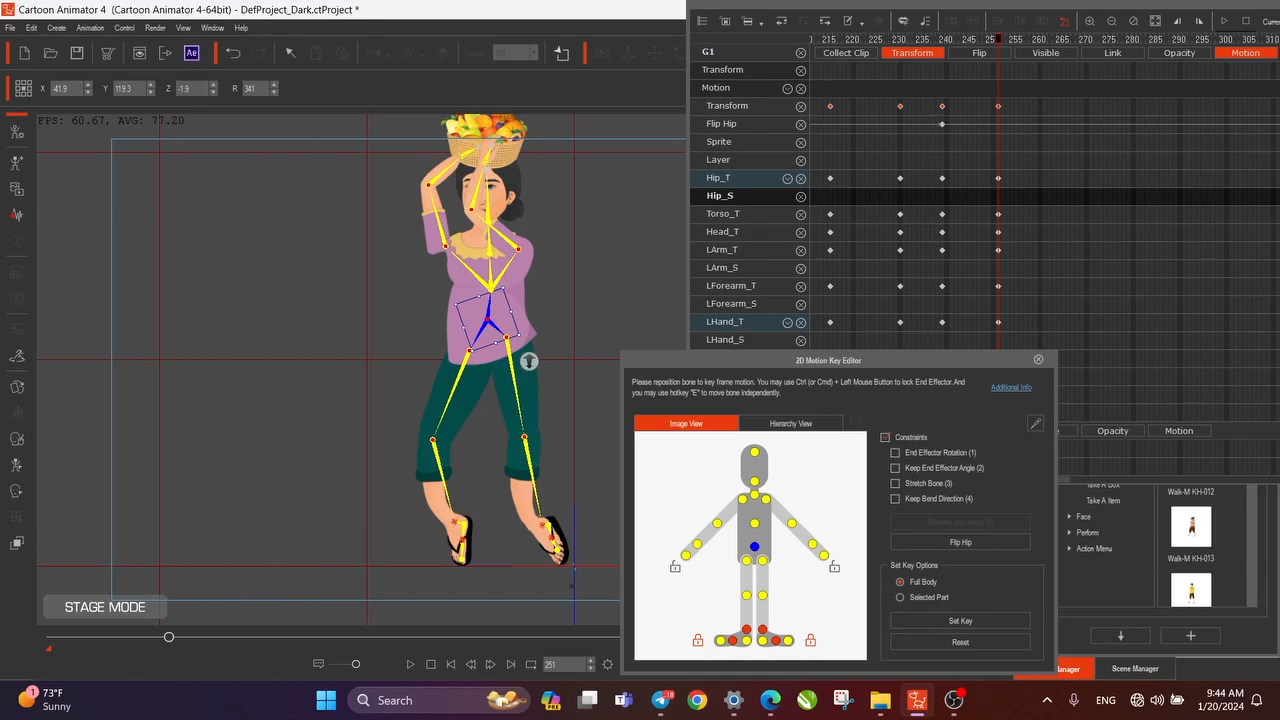 Cartoon Animator 4 (Cartoon Animator 4-64bit) - DefProject_Dark.ctProject *
File Edit Create Animation Control Render View Window Help
Ae
X -41.9 Y 119.3 Z -1.9 R 341
FPS: 60.67, AVG: 77.20
STAGE MODE
251
Curre
215 220 225 230 235 240 245 255 260 265 270 275 280 285 290 295 300 305 310
G1 Collect Clip Transform Flip Visible Link Opacity Motion
Transform
Motion
Transform
Flip Hip
Sprite
Layer
Hip_T
Hip_S
Torso_T
Head_T
LArm_T
LArm_S
LForearm_T
LForearm_S
LHand_T
LHand_S
2D Motion Key Editor
Please reposition bone to key frame motion. You may use Ctrl (or Cmd) + Left Mouse Button to lock End Effector. And
you may use hotkey "E" to move bone independently.
Additional Info
Image View Hierarchy View
Constraints
End Effector Rotation (1)
Keep End Effector Angle (2)
Stretch Bone (3)
Keep Bend Direction (4)
Flip Hip
Set Key Options
Full Body
Selected Part
Set Key
Reset
Opacity Motion
Take A Box
Take A Item
Face
Perform
Action Menu
Walk-M KH-012
Walk-M KH-013
Manager Scene Manager
1
73°F
Sunny
Search
PRE
ENG
9:44 AM
1/20/2024